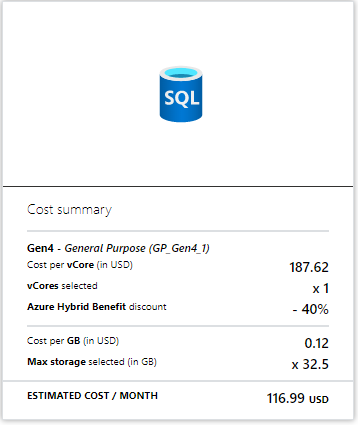 SQL
Cost summary
Gen4 - General Purpose (GP_Gen4_1)
Cost per vCore (in USD) 187.62
vCores selected x 1
Azure Hybrid Benefit discount - 40%
Cost per GB (in USD) 0.12
Max storage selected (in GB) x 32.5
ESTIMATED COST / MONTH 116.99 USD